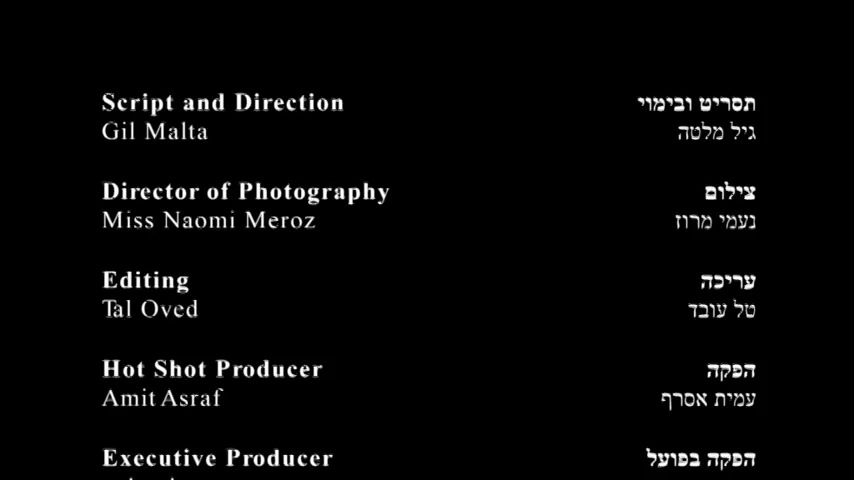 Script and Direction תסריט ובימוי
Gil Malta גיל מלטה
Director of Photography צילום
Miss Naomi Meroz נעמי מרוז
Editing עריכה
Tal Oved טל עובד
Hot Shot Producer הפקה
Amit Asraf עמית אסרף
Executive Producer הפקה בפועל